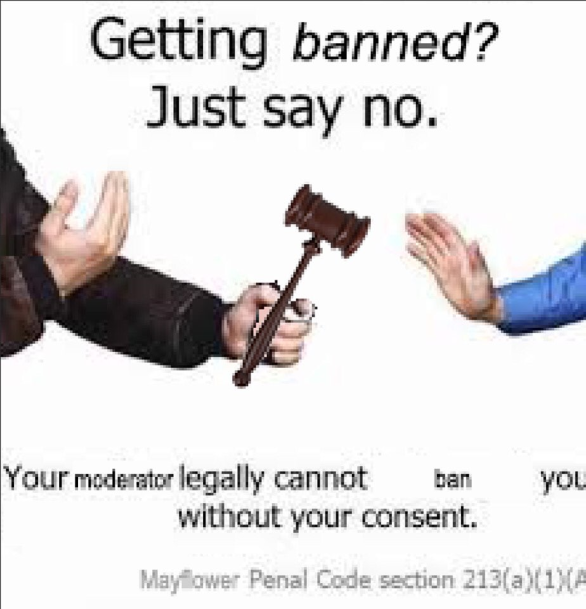 Getting banned?
Just say no.
Your moderator legally cannot ban you
without your consent.
Mayflower Penal Code section 213(a)(1)(A